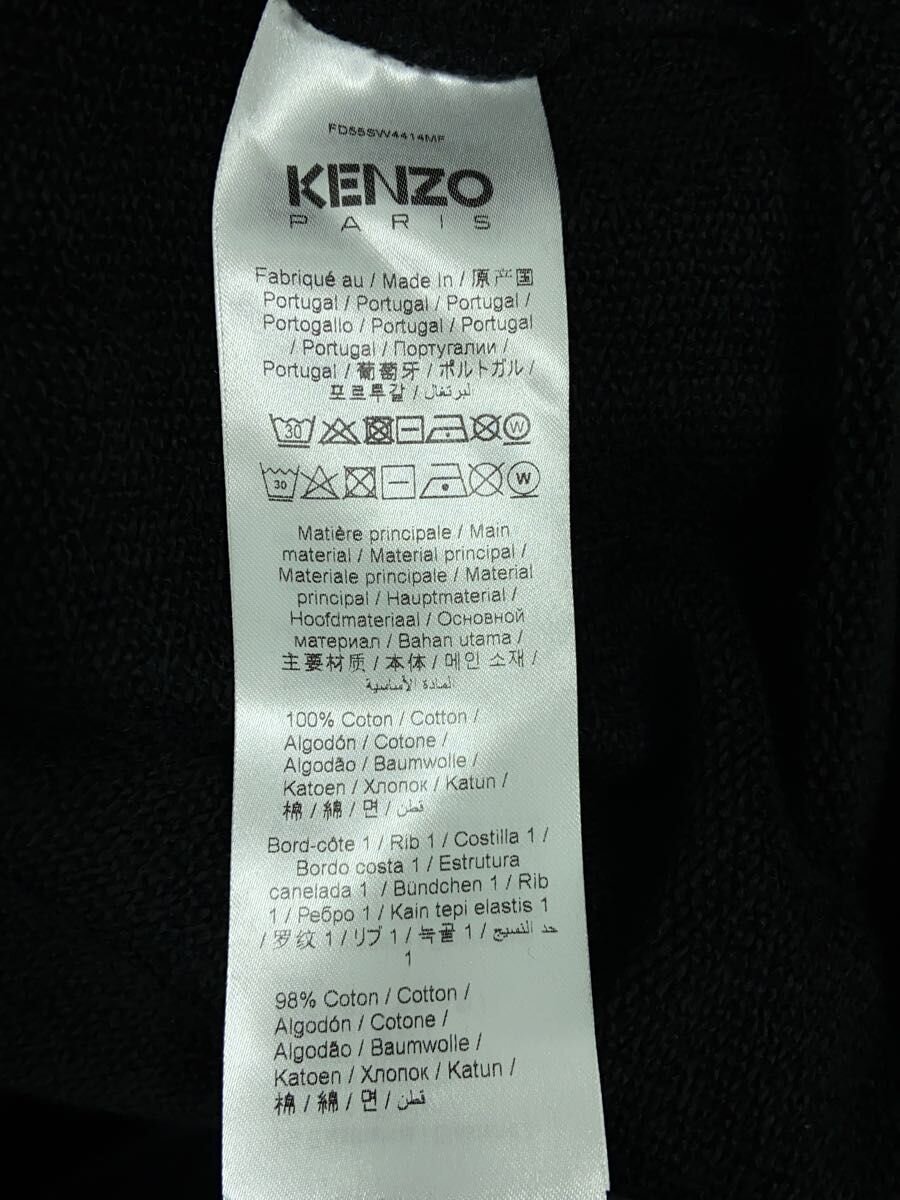 FD55SW4414MF
KENZO
PARIS
Fabriqué au / Made In / 原产国
Portugal / Portugal / Portugal /
Portogallo / Portugal / Portugal
/ Portugal / Португалии /
Portugal / 葡萄牙 / ポルトガル /
포르투갈 / لبرتغال
30 W
30 W
Matière principale / Main
material / Material principal /
Materiale principale / Material
principal / Hauptmaterial /
Hoofdmateriaal / Основной
материал / Bahan utama /
主要材质 / 本体 / 메인 소재 /
المادة الأساسية
100% Coton / Cotton /
Algodón / Cotone /
Algodão / Baumwolle /
Katoen / Хлопок / Katun /
棉 / 綿 / 면 / قطن
Bord-côte 1 / Rib 1 / Costilla 1 /
Bordo costa 1 / Estrutura
canelada 1 / Bündchen 1 / Rib
1 / Ребро 1 / Kain tepi elastis 1
/ 罗纹 1 / リブ 1 / 녹골 1 / حد النسيج
1
98% Coton / Cotton /
Algodón / Cotone /
Algodão / Baumwolle /
Katoen / Хлопок / Katun /
棉 / 綿 / 면 / قطن